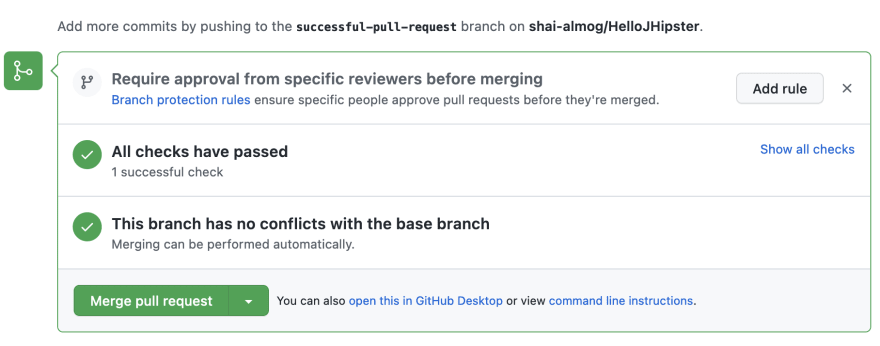 Add more commits by pushing to the successful-pull-request branch on shai-almog/HelloJHipster.
Require approval from specific reviewers before merging
Branch protection rules ensure specific people approve pull requests before they're merged.
Add rule
All checks have passed
1 successful check
Show all checks
This branch has no conflicts with the base branch
Merging can be performed automatically.
Merge pull request
You can also open this in GitHub Desktop or view command line instructions.